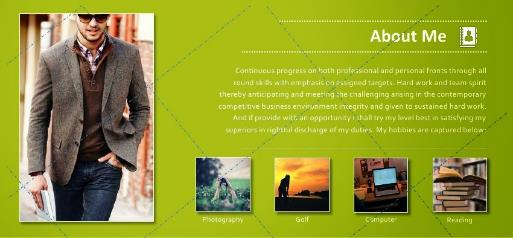 About Me
Continuous progress on both professional and personal fronts through all
round skills with emphasis on assigned targets. Hard work and team spirit
thereby anticipating and meeting the challenging arising in the contemporary
competitive business environment integrity and given to sustained hard work.
And if provide with an opportunity I shall try my level best in satisfying my
superiors in rightful discharge of my duties. My hobbies are captured below:
Photography
Golf
Computer
Reading